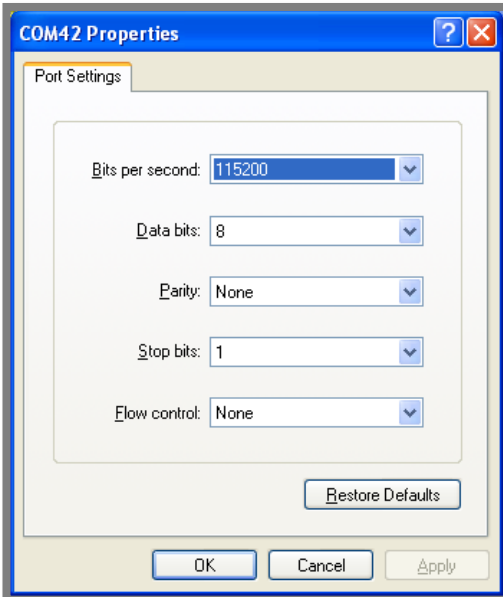 COM42 Properties
Port Settings
Bits per second: 115200
Data bits: 8
Parity: None
Stop bits: 1
Flow control: None
Restore Defaults
OK Cancel Apply